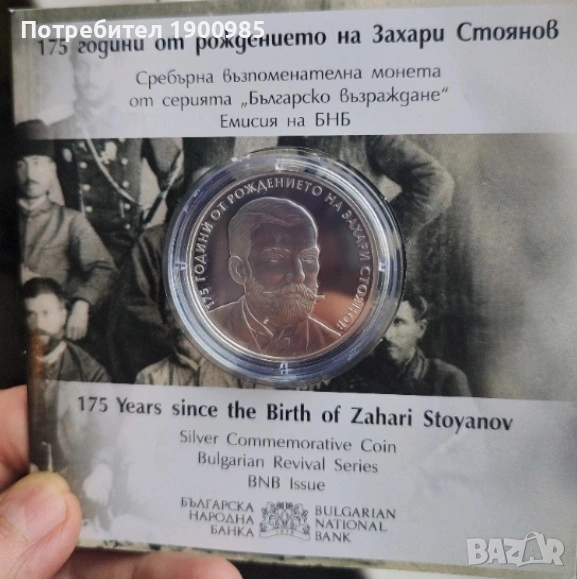 Потребител 1900985
175 години от рождението на Захари Стоянов
Сребърна възпоменателна монета
от серията „Българско възраждане“
Емисия на БНБ
175 ГОДИНИ ОТ РОЖДЕНИЕТО НА ЗАХАРИ СТОЯНОВ
175 Years since the Birth of Zahari Stoyanov
Silver Commemorative Coin
Bulgarian Revival Series
BNB Issue
БЪЛГАРСКА
НАРОДНА
БАНКА
BULGARIAN
NATIONAL
BANK
BAZAR